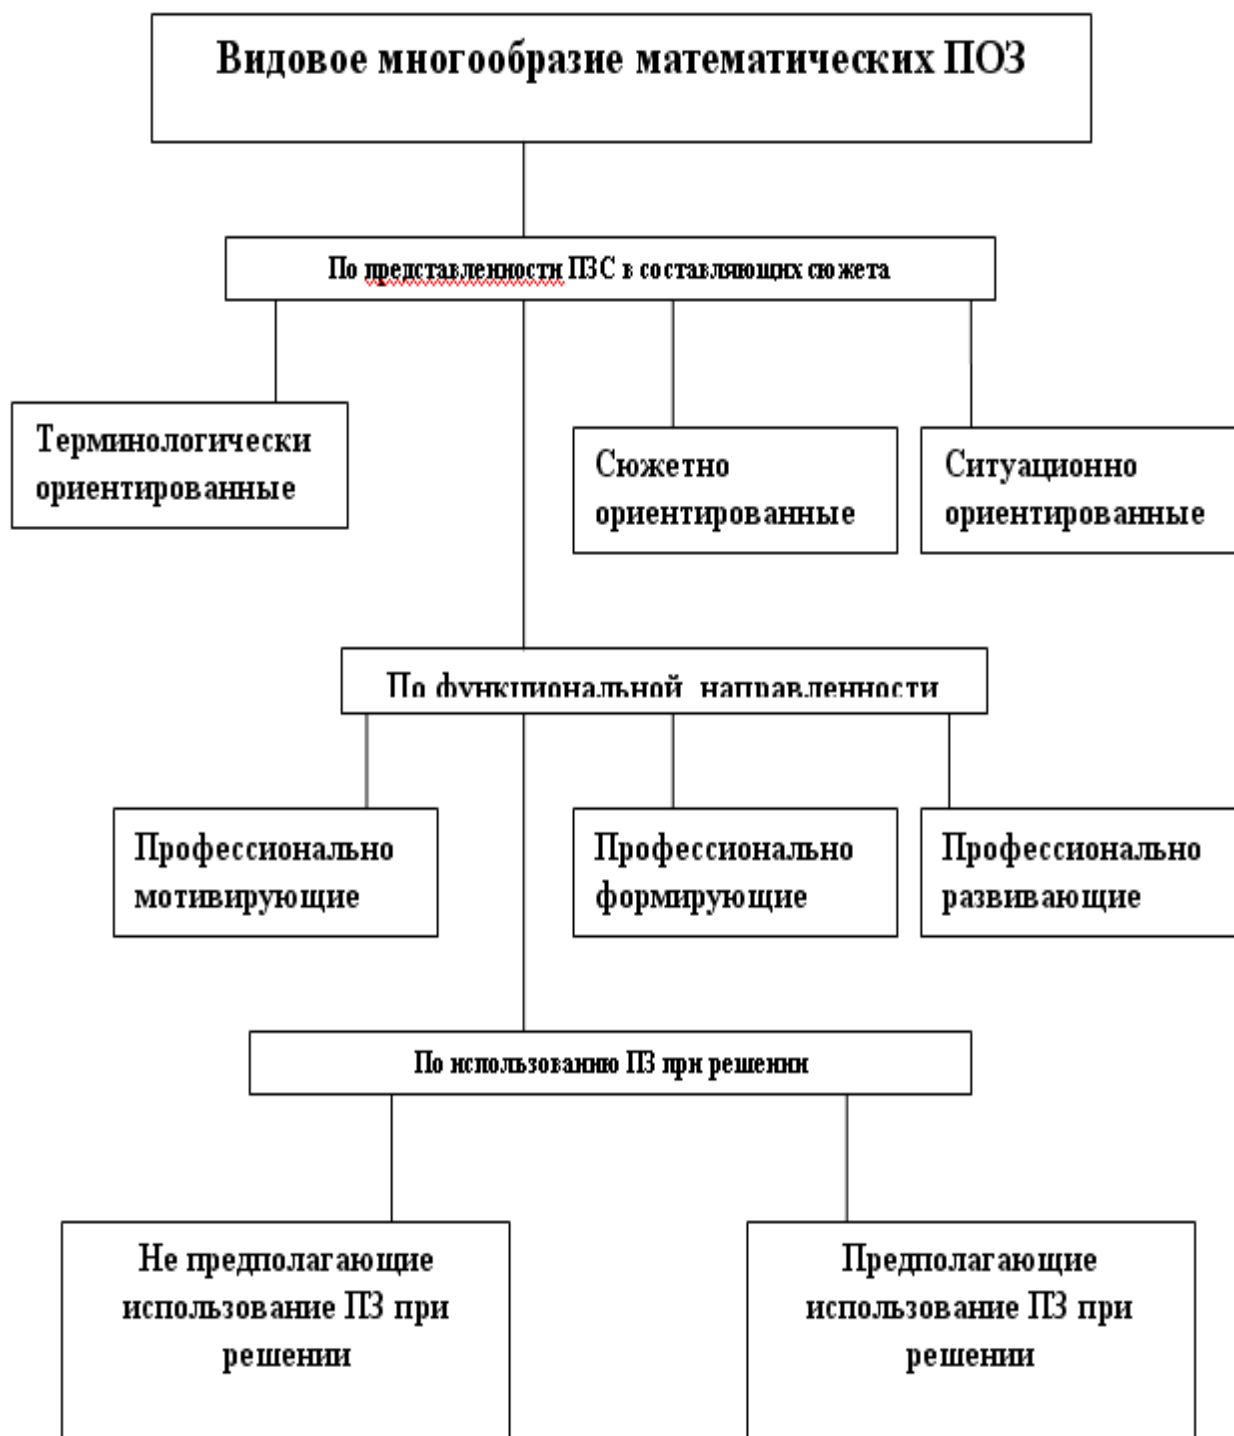 Видовое многообразие математических ПОЗ
По представленности ПЗС в составляющих сюжета
Терминологически
ориентированные
Сюжетно
ориентированные
Ситуационно
ориентированные
По функциональной направленности
Профессионально
мотивирующие
Профессионально
формирующие
Профессионально
развивающие
По использованию ПЗ при решении
Не предполагающие
использование ПЗ при
решении
Предполагающие
использование ПЗ при
решении